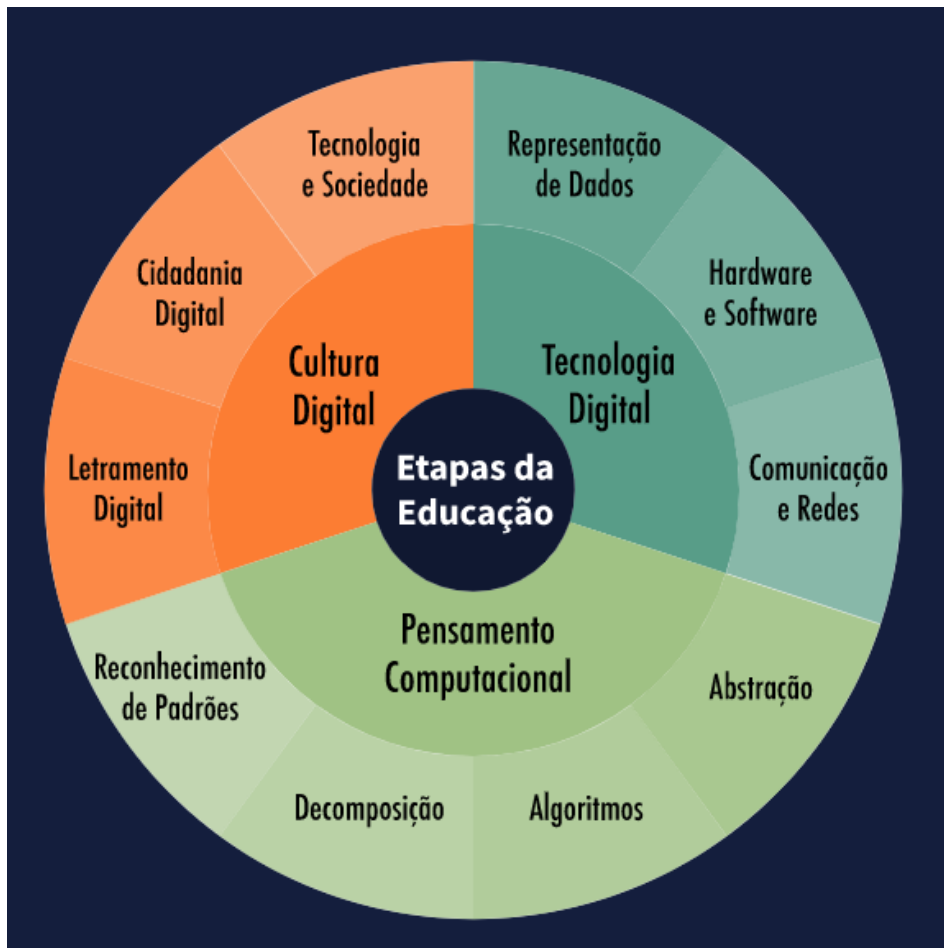 Tecnologia
e Sociedade
Representação
de Dados
Cidadania
Digital
Hardware
e Software
Cultura
Digital
Tecnologia
Digital
Letramento
Digital
Etapas da
Educação
Comunicação
e Redes
Pensamento
Computacional
Reconhecimento
de Padrões
Abstração
Decomposição
Algoritmos